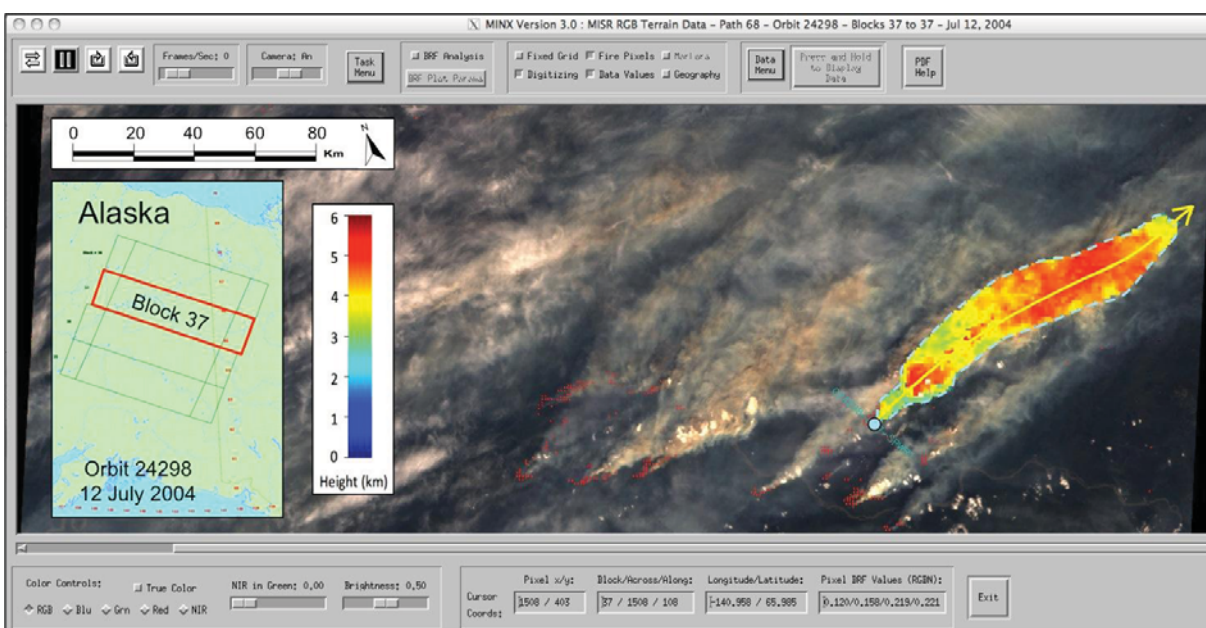 MINX Version 3.0 : MISR RGB Terrain Data – Path 68 – Orbit 24298 – Blocks 37 to 37 – Jul 12, 2004
Frames/Sec: 0
Camera: An
Task
Menu
BRF Analysis
BRF Plot Params
Fixed Grid
Fire Pixels
Markers
Digitizing
Data Values
Geography
Data
Menu
Press and Hold
to Display
Data
PDF
Help
0 20 40 60 80
Km
N
Alaska
Block 37
Orbit 24298
12 July 2004
6
5
4
3
2
1
0
Height (km)
Color Controls:
True Color
RGB Blu Grn Red NIR
NIR in Green: 0.00
Brightness: 0.50
Cursor
Coords:
Pixel x/y:
1508 / 403
Block/Across/Along:
37 / 1508 / 108
Longitude/Latitude:
-140.958 / 65.985
Pixel BRF Values (RGBN):
0.120/0.158/0.219/0.221
Exit